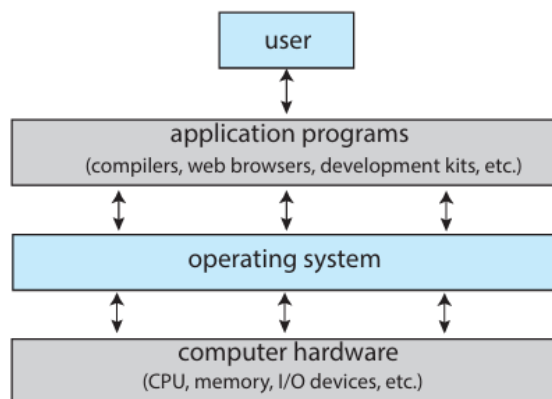 user
application programs
(compilers, web browsers, development kits, etc.)
operating system
computer hardware
(CPU, memory, I/O devices, etc.)